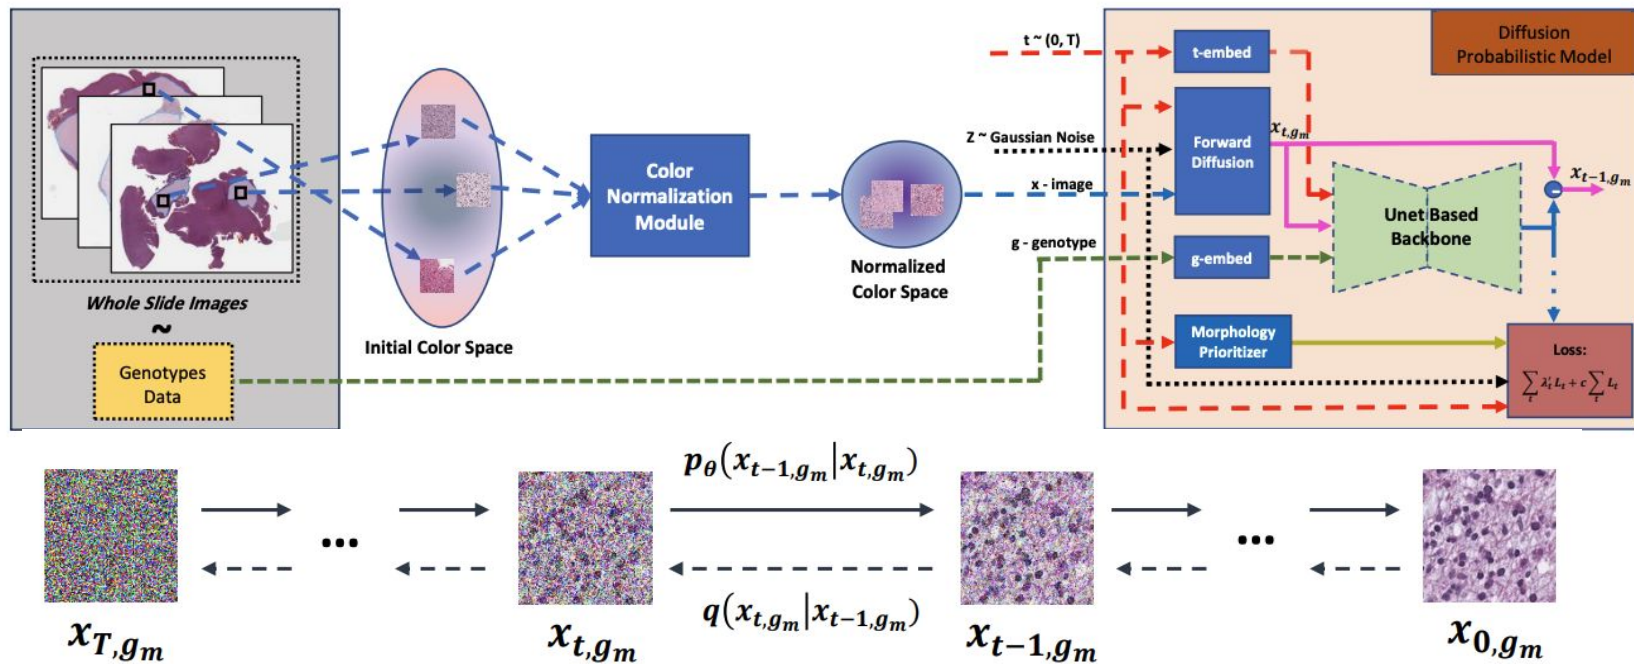 Whole Slide Images
~
Genotypes
Data
Initial Color Space
Color
Normalization
Module
Normalized
Color Space
t ~ (0, T)
Z ~ Gaussian Noise
x - image
g - genotype
Diffusion
Probabilistic Model
t-embed
Forward
Diffusion
g-embed
Morphology
Prioritizer
x_{t,g_m}
Unet Based
Backbone
-
x_{t-1,g_m}
Loss:
∑_t λ'_t L_t + c ∑_t L_t
p_θ(x_{t-1,g_m}|x_{t,g_m})
...
...
q(x_{t,g_m}|x_{t-1,g_m})
x_{T,g_m}
x_{t,g_m}
x_{t-1,g_m}
x_{0,g_m}